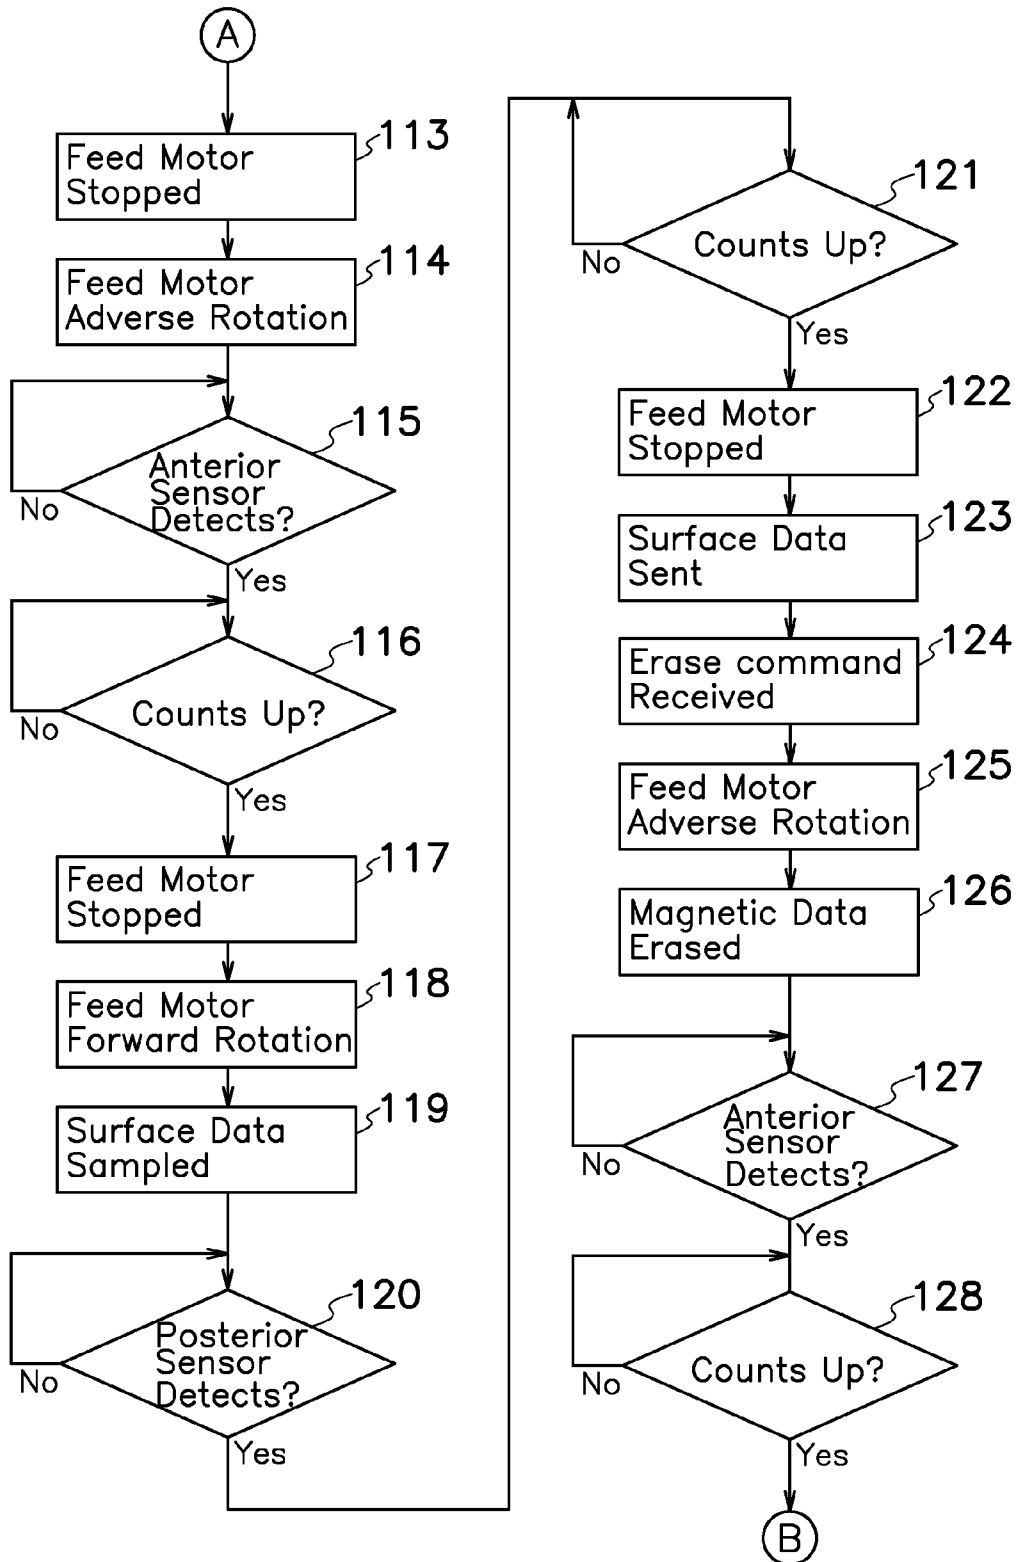 A
113
Feed Motor
Stopped
114
Feed Motor
Adverse Rotation
115
Anterior
Sensor
Detects?
No
Yes
116
Counts Up?
No
Yes
117
Feed Motor
Stopped
118
Feed Motor
Forward Rotation
119
Surface Data
Sampled
120
Posterior
Sensor
Detects?
No
Yes
121
Counts Up?
No
Yes
122
Feed Motor
Stopped
123
Surface Data
Sent
124
Erase command
Received
125
Feed Motor
Adverse Rotation
126
Magnetic Data
Erased
127
Anterior
Sensor
Detects?
No
Yes
128
Counts Up?
No
Yes
B